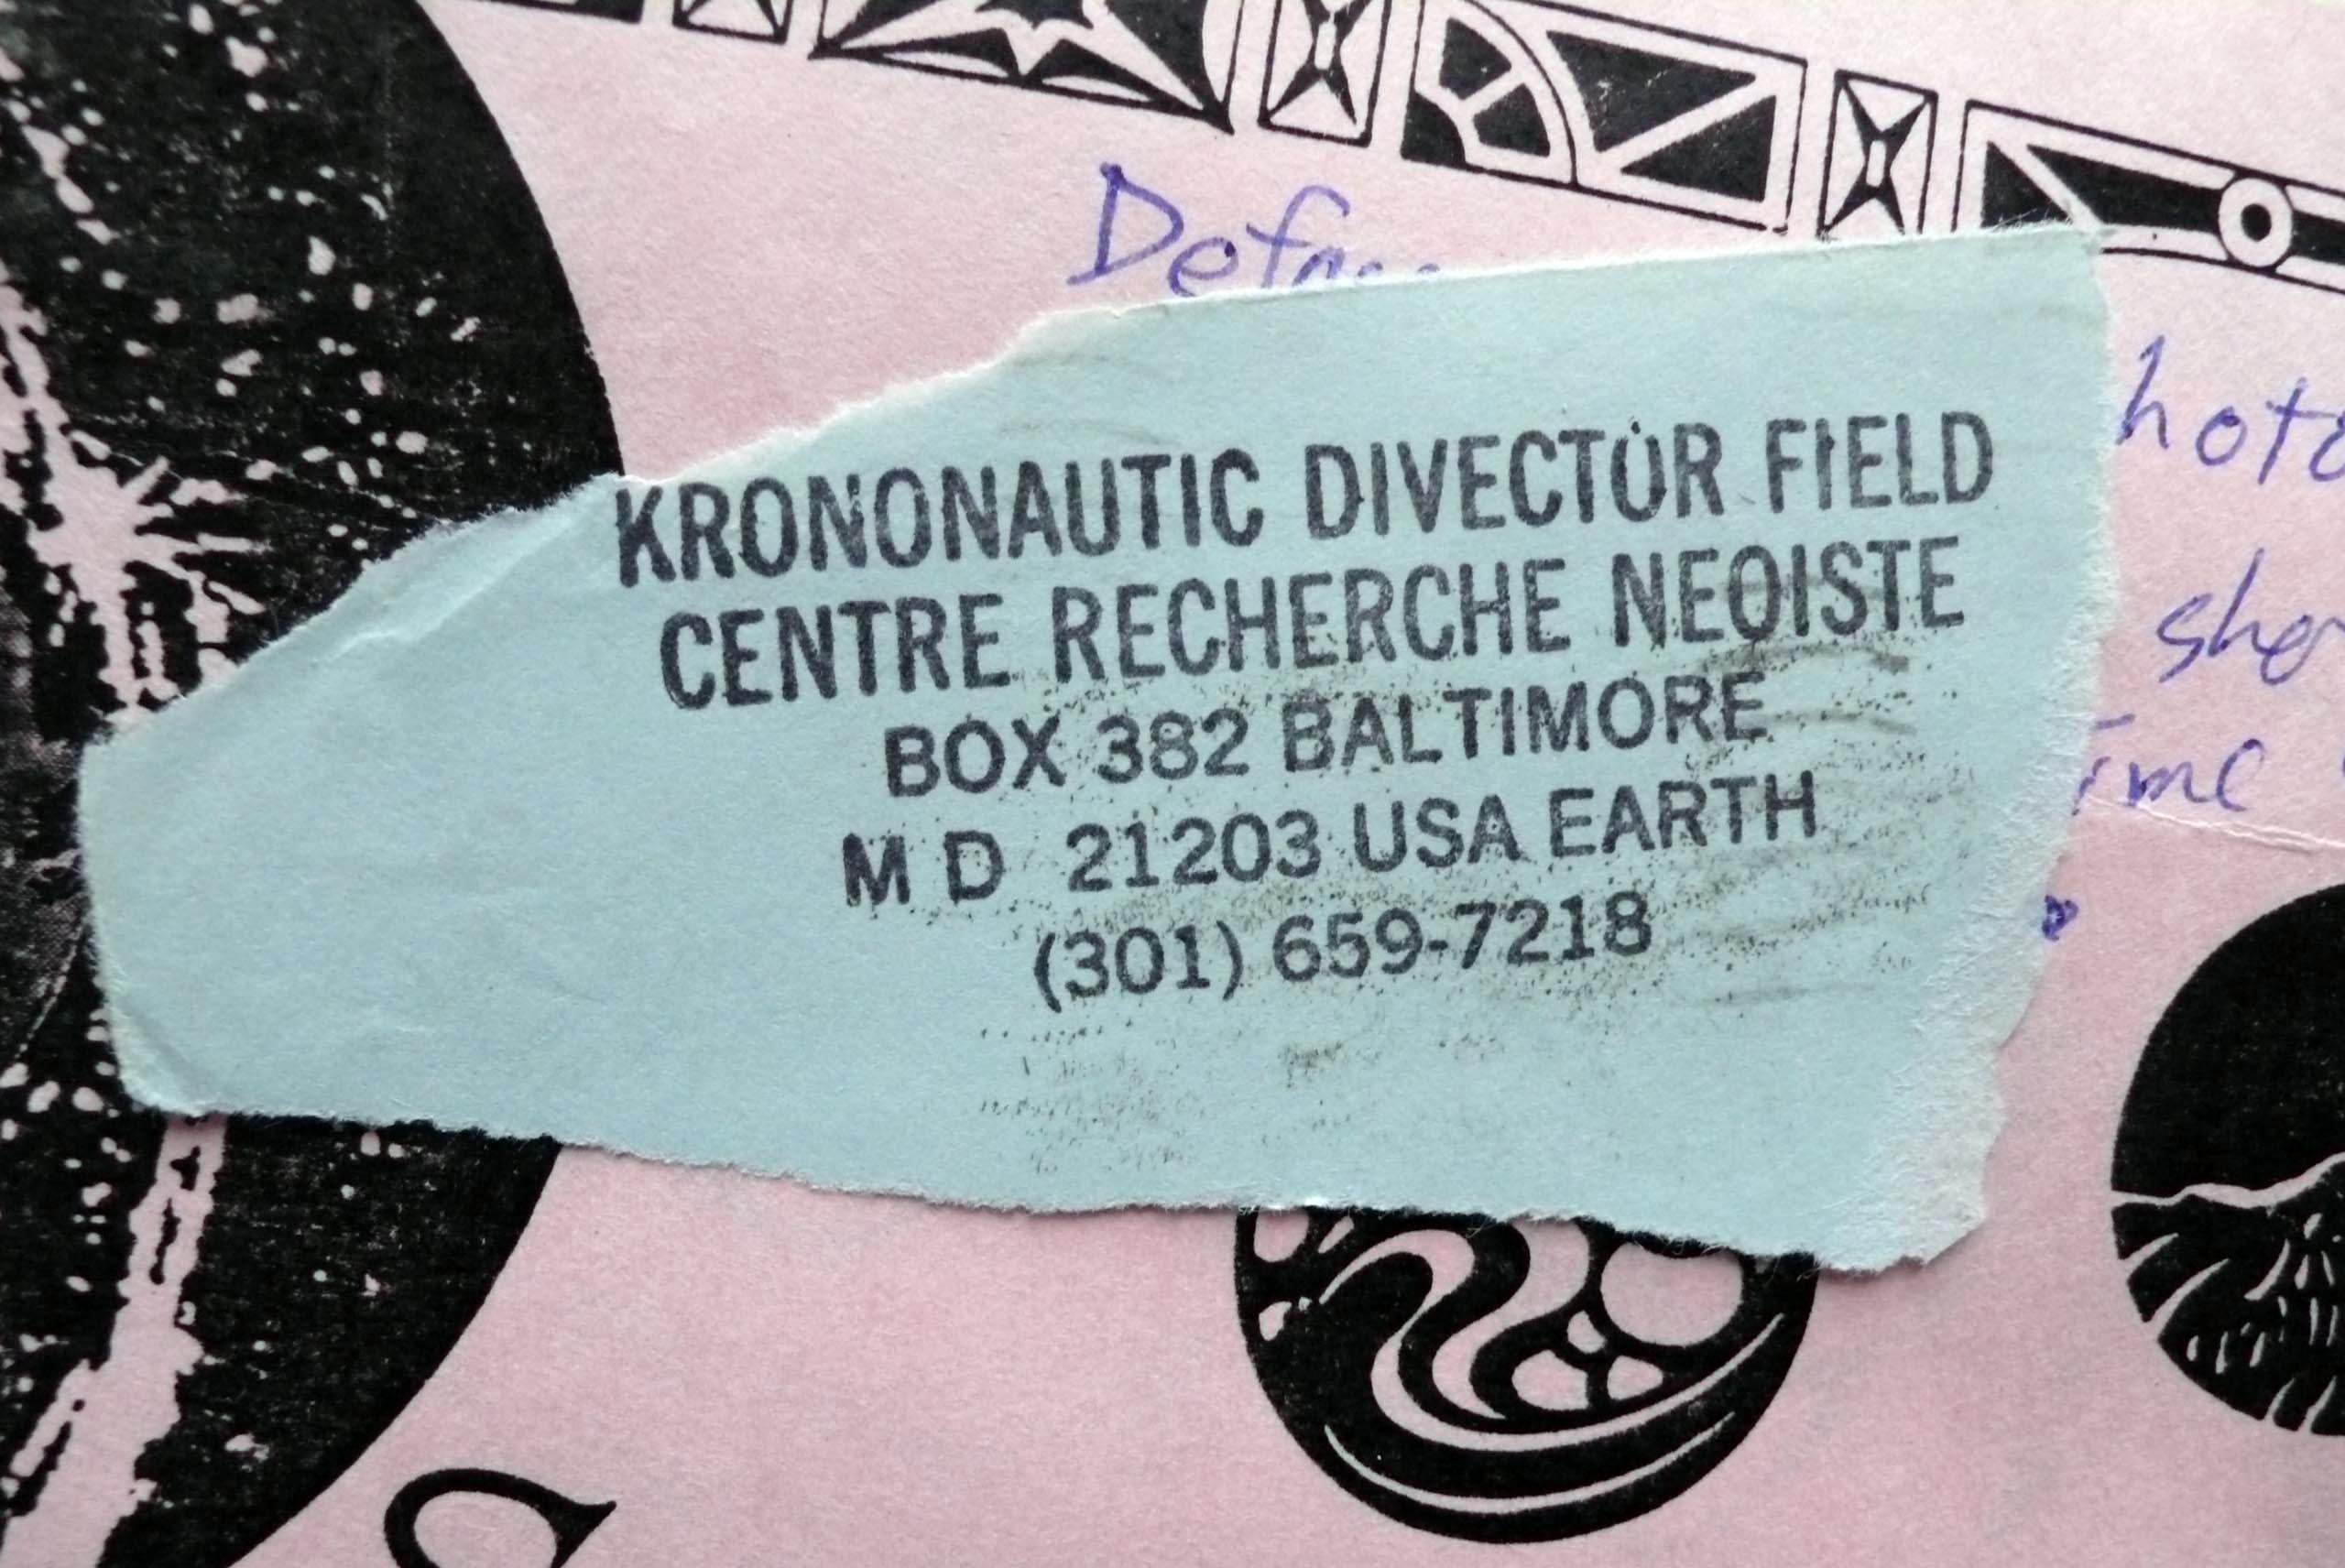 KRONONAUTIC DIVECTOR FIELD
CENTRE RECHERCHE NEOISTE
BOX 382 BALTIMORE
M D 21203 USA EARTH
(301) 659-7218